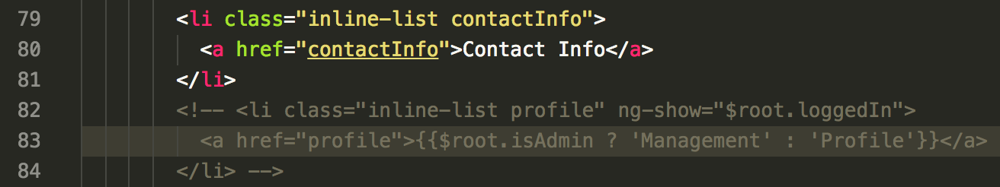 79 <li class="inline-list contactInfo">
80 <a href="contactInfo">Contact Info</a>
81 </li>
82 <!-- <li class="inline-list profile" ng-show="$root.loggedIn">
83 <a href="profile">{{$root.isAdmin ? 'Management' : 'Profile'}}</a>
84 </li> -->